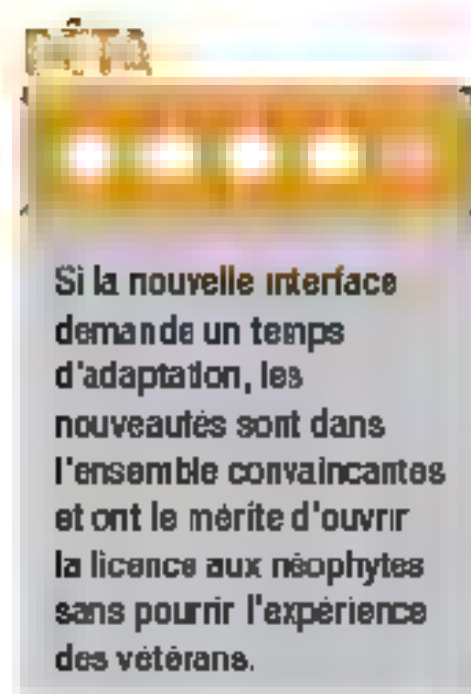 BÊTA
Si la nouvelle interface
demande un temps
d'adaptation, les
nouveautés sont dans
l'ensemble convaincantes
et ont le mérite d'ouvrir
la licence aux néophytes
sans pourrir l'expérience
des vétérans.